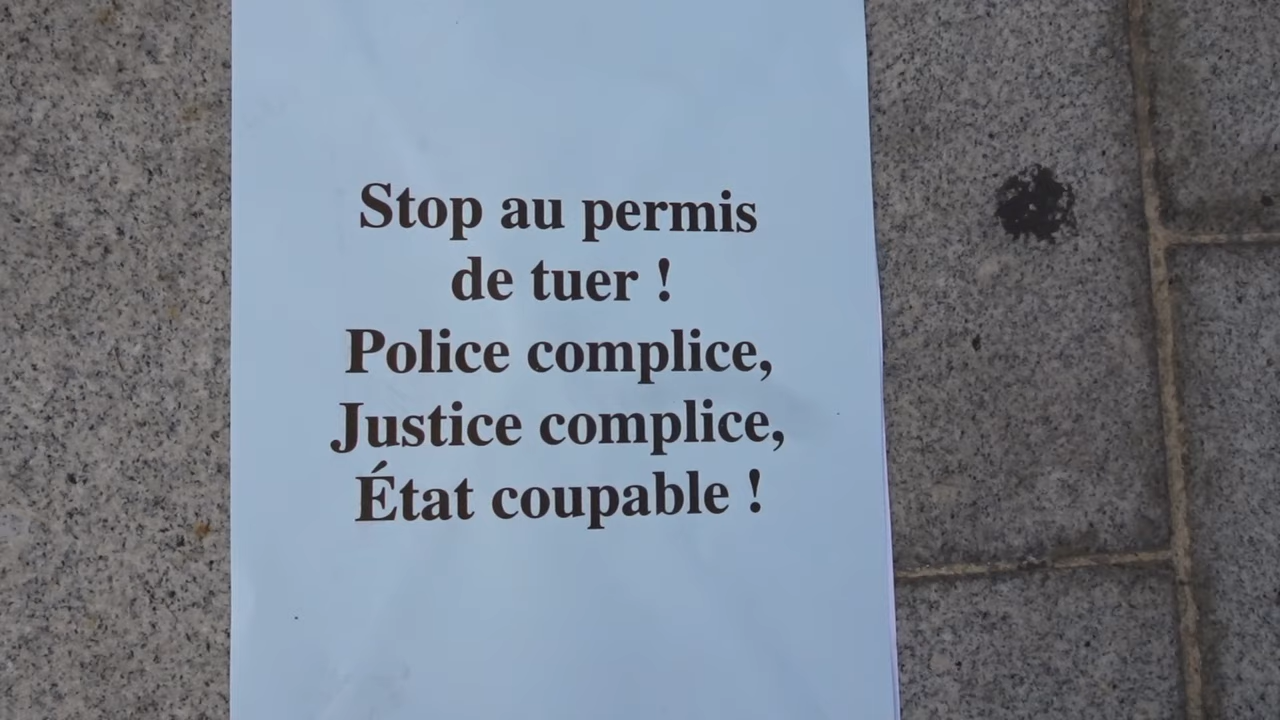 Stop au permis
de tuer !
Police complice,
Justice complice,
État coupable !